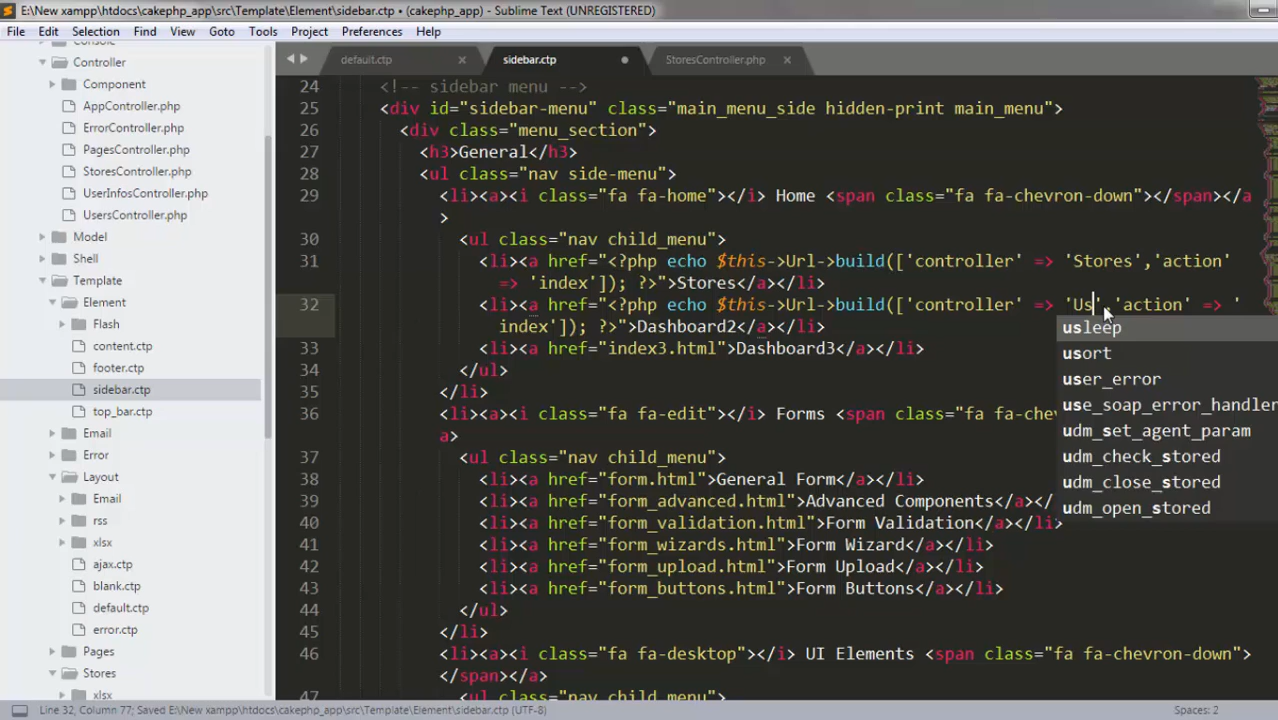 E:\New xampp\htdocs\cakephp_app\src\Template\Element\sidebar.ctp • (cakephp_app) - Sublime Text (UNREGISTERED)
File Edit Selection Find View Goto Tools Project Preferences Help
Console
Controller
Component
AppController.php
ErrorController.php
PagesController.php
StoresController.php
UserInfosController.php
UsersController.php
Model
Shell
Template
Element
Flash
content.ctp
footer.ctp
sidebar.ctp
top_bar.ctp
Email
Error
Layout
Email
rss
xlsx
ajax.ctp
blank.ctp
default.ctp
error.ctp
Pages
Stores
xlsx
default.ctp sidebar.ctp StoresController.php
24 <!-- sidebar menu -->
25 <div id="sidebar-menu" class="main_menu_side hidden-print main_menu">
26 <div class="menu_section">
27 <h3>General</h3>
28 <ul class="nav side-menu">
29 <li><a><i class="fa fa-home"></i> Home <span class="fa fa-chevron-down"></span></a
>
30 <ul class="nav child_menu">
31 <li><a href="<?php echo $this->Url->build(['controller' => 'Stores','action'
=> 'index']); ?>">Stores</a></li>
32 <li><a href="<?php echo $this->Url->build(['controller' => 'Us','action' => '
index']); ?>">Dashboard2</a></li>
33 <li><a href="index3.html">Dashboard3</a></li>
34 </ul>
35 </li>
36 <li><a><i class="fa fa-edit"></i> Forms <span class="fa fa-che
a>
37 <ul class="nav child_menu">
38 <li><a href="form.html">General Form</a></li>
39 <li><a href="form_advanced.html">Advanced Components</a></
40 <li><a href="form_validation.html">Form Validation</a></li>
41 <li><a href="form_wizards.html">Form Wizard</a></li>
42 <li><a href="form_upload.html">Form Upload</a></li>
43 <li><a href="form_buttons.html">Form Buttons</a></li>
44 </ul>
45 </li>
46 <li><a><i class="fa fa-desktop"></i> UI Elements <span class="fa fa-chevron-down">
</span></a>
47 <ul class="nav child_menu">
usleep
usort
user_error
use_soap_error_handler
udm_set_agent_param
udm_check_stored
udm_close_stored
udm_open_stored
Line 32, Column 77; Saved E:\New xampp\htdocs\cakephp_app\src\Template\Element\sidebar.ctp (UTF-8) Spaces: 2